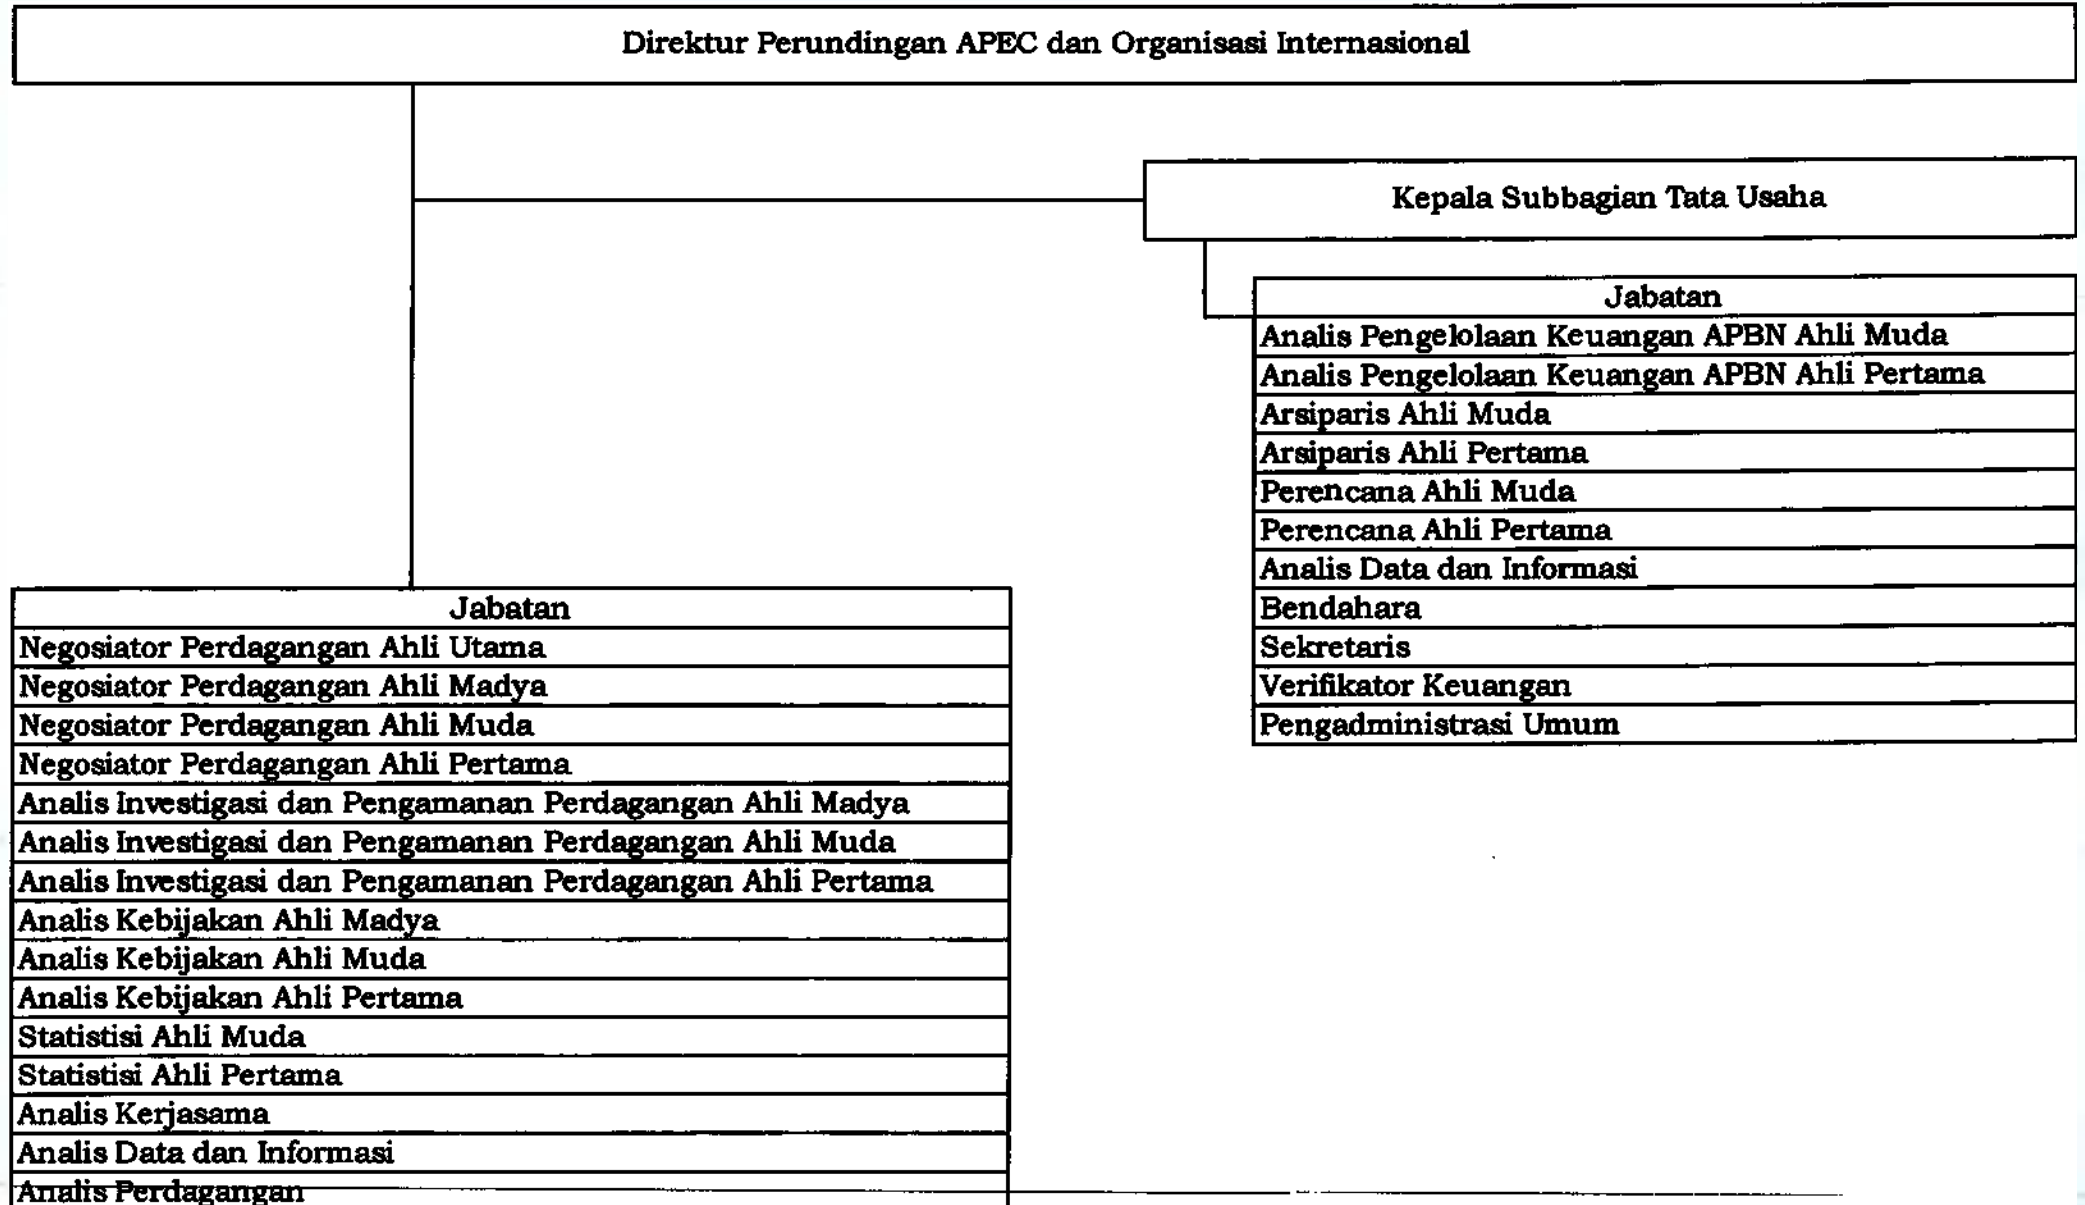 Direktur Perundingan APEC dan Organisasi Internasional
Kepala Subbagian Tata Usaha
Jabatan
Analis Pengelolaan Keuangan APBN Ahli Muda
Analis Pengelolaan Keuangan APBN Ahli Pertama
Arsiparis Ahli Muda
Arsiparis Ahli Pertama
Perencana Ahli Muda
Perencana Ahli Pertama
Analis Data dan Informasi
Bendahara
Sekretaris
Verifikator Keuangan
Pengadministrasi Umum
Jabatan
Negosiator Perdagangan Ahli Utama
Negosiator Perdagangan Ahli Madya
Negosiator Perdagangan Ahli Muda
Negosiator Perdagangan Ahli Pertama
Analis Investigasi dan Pengamanan Perdagangan Ahli Madya
Analis Investigasi dan Pengamanan Perdagangan Ahli Muda
Analis Investigasi dan Pengamanan Perdagangan Ahli Pertama
Analis Kebijakan Ahli Madya
Analis Kebijakan Ahli Muda
Analis Kebijakan Ahli Pertama
Statistisi Ahli Muda
Statistisi Ahli Pertama
Analis Kerjasama
Analis Data dan Informasi
Analis Perdagangan